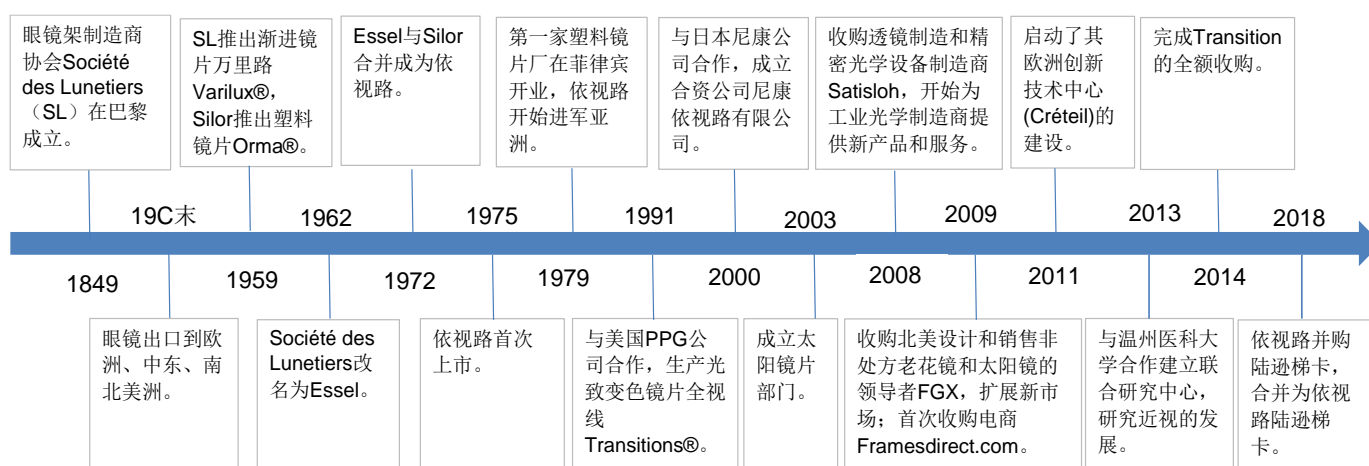 眼镜架制造商
协会Société
des Lunetiers
（SL）在巴黎
成立。
SL推出渐进镜
片万里路
Varilux®，
Silor推出塑料
镜片Orma®。
Essel与Silor
合并成为依
视路。
第一家塑料镜
片厂在菲律宾
开业，依视路
开始进军亚
洲。
与日本尼康公
司合作，成立
合资公司尼康
依视路有限公
司。
收购透镜制造和精
密光学设备制造商
Satisloh，开始为
工业光学制造商提
供新产品和服务。
启动了其
欧洲创新
技术中心
(Créteil)的
建设。
完成Transition
的全额收购。
19C末
1962
1975
1991
2003
2009
2013
2018
1849
1959
1972
1979
2000
2008
2011
2014
眼镜出口到欧
洲、中东、南
北美洲。
Société des
Lunetiers改
名为Essel。
依视路首次
上市。
与美国PPG公
司合作，生产光
致变色镜片全视
线
Transitions®。
成立太
阳镜片
部门。
收购北美设计和销售非
处方老花镜和太阳镜的
领导者FGX，扩展新市
场；首次收购电商
Framesdirect.com。
与温州医科大
学合作建立联
合研究中心，
研究近视的发
展。
依视路并购
陆逊梯卡，
合并为依视
路陆逊梯
卡。